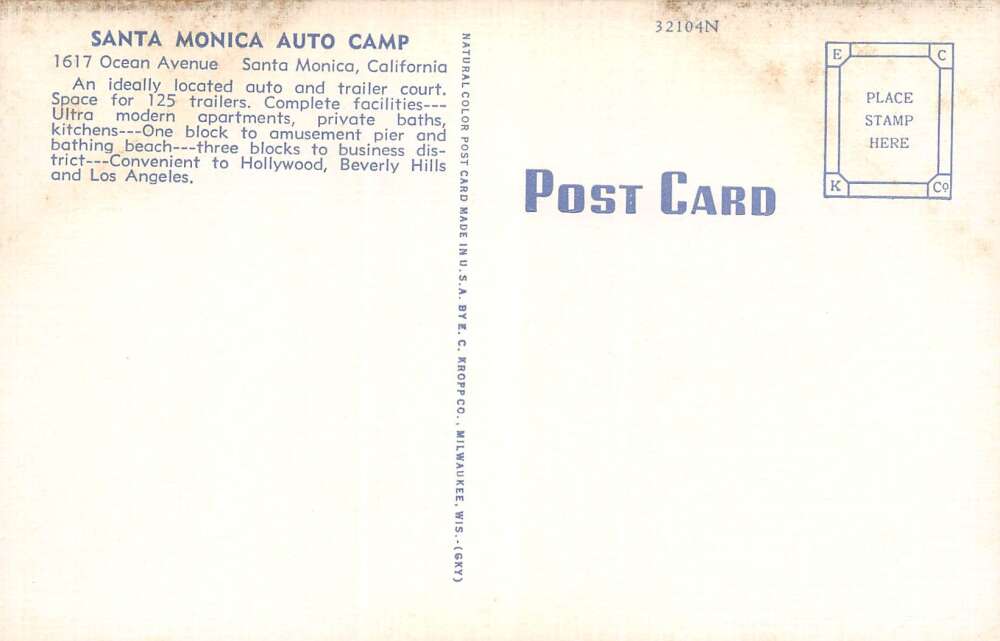 SANTA MONICA AUTO CAMP
1617 Ocean Avenue Santa Monica, California
An ideally located auto and trailer court.
Space for 125 trailers. Complete facilities---
Ultra modern apartments, private baths,
kitchens---One block to amusement pier and
bathing beach---three blocks to business dis-
trict---Convenient to Hollywood, Beverly Hills
and Los Angeles.
NATURAL COLOR POST CARD MADE IN U.S.A. BY E. C. KROPP CO., MILWAUKEE, WIS.-(GKY)
32104N
POST CARD
E C
PLACE
STAMP
HERE
K Co